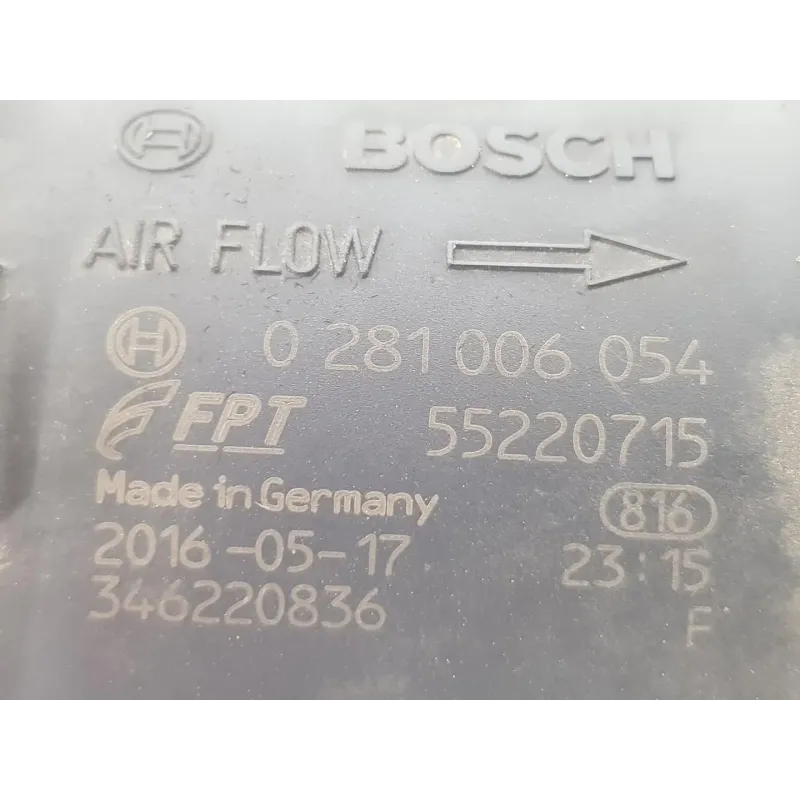 BOSCH
AIR FLOW
0 281 006 054
FPT 55220715
Made in Germany 816
2016-05-17 23:15
346220836 F